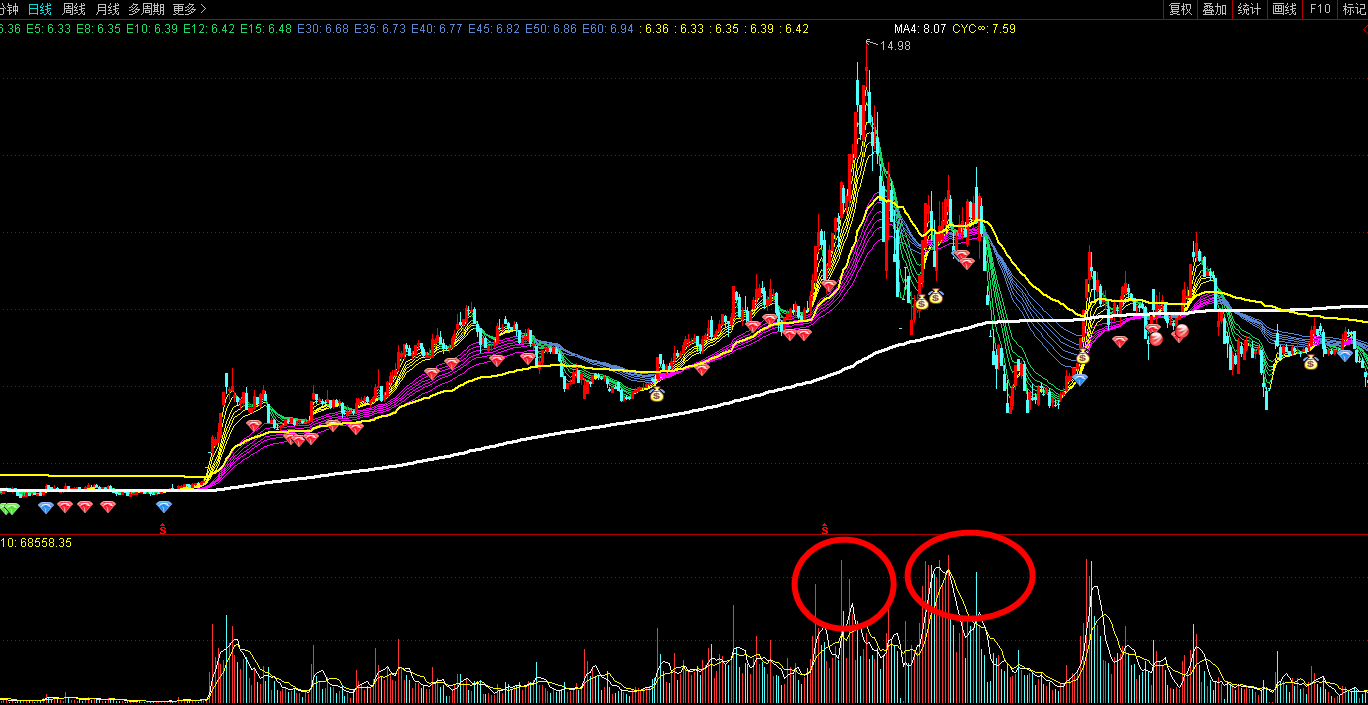 分钟 日线 周线 月线 多周期 更多 复权 叠加 统计 画线 F10 标记
6.36 E5: 6.33 E8: 6.35 E10: 6.39 E12: 6.42 E15: 6.48 E30: 6.68 E35: 6.73 E40: 6.77 E45: 6.82 E50: 6.86 E60: 6.94 : 6.36 : 6.33 : 6.35 : 6.39 : 6.42 MA4: 8.07 CYC∞: 7.59
14.98
10: 68558.35